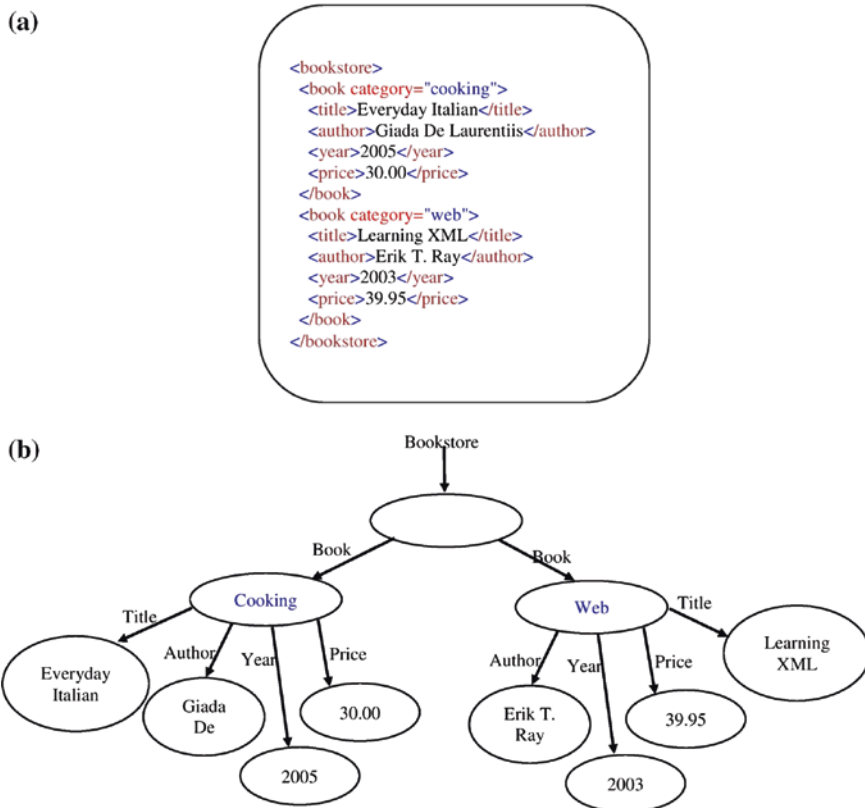 (a)
<bookstore>
<book category="cooking">
<title>Everyday Italian</title>
<author>Giada De Laurentiis</author>
<year>2005</year>
<price>30.00</price>
</book>
<book category="web">
<title>Learning XML</title>
<author>Erik T. Ray</author>
<year>2003</year>
<price>39.95</price>
</book>
</bookstore>
(b)
Bookstore
Book
Book
Cooking
Web
Title
Author
Year
Price
Title
Author
Year
Price
Everyday
Italian
Giada
De
30.00
2005
Erik T.
Ray
39.95
2003
Learning
XML